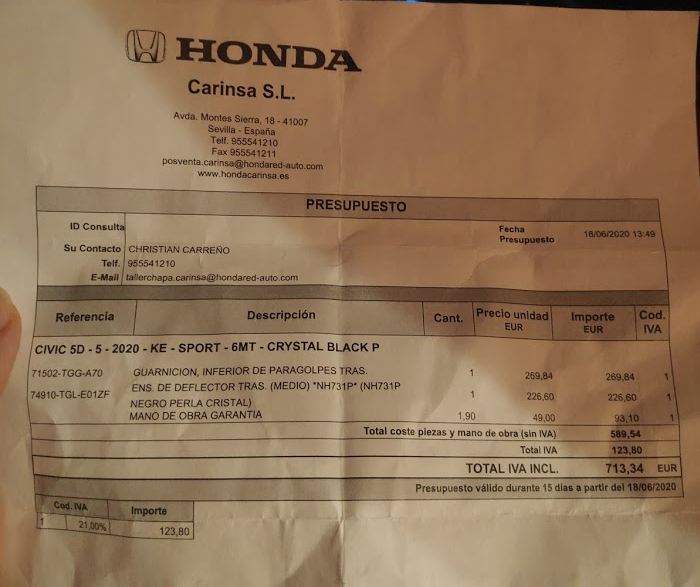 HONDA
Carinsa S.L.
Avda. Montes Sierra, 18 - 41007
Sevilla - España
Telf. 955541210
Fax 955541211
posventa.carinsa@hondared-auto.com
www.hondacarinsa.es
PRESUPUESTO
ID Consulta
Fecha Presupuesto 18/06/2020 13:49
Su Contacto CHRISTIAN CARREÑO
Telf. 955541210
E-Mail tallerchapa.carinsa@hondared-auto.com
Referencia Descripción Cant. Precio unidad EUR Importe EUR Cod. IVA
CIVIC 5D - 5 - 2020 - KE - SPORT - 6MT - CRYSTAL BLACK P
71502-TGG-A70 GUARNICION, INFERIOR DE PARAGOLPES TRAS. 1 269,84 269,84 1
74910-TGL-E01ZF ENS. DE DEFLECTOR TRAS. (MEDIO) *NH731P* (NH731P 1 226,60 226,60 1
NEGRO PERLA CRISTAL)
MANO DE OBRA GARANTIA 1,90 49,00 93,10 1
Total coste piezas y mano de obra (sin IVA) 589,54
Total IVA 123,80
TOTAL IVA INCL. 713,34 EUR
Presupuesto válido durante 15 días a partir del 18/06/2020
Cod. IVA Importe
1 21,00% 123,80